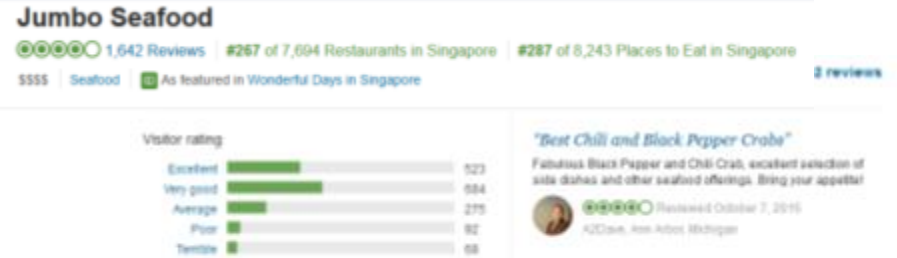 Jumbo Seafood
1,642 Reviews #267 of 7,694 Restaurants in Singapore #287 of 8,243 Places to Eat in Singapore
$$$$ Seafood As featured in Wonderful Days in Singapore
2 reviews
Visitor rating
Excellent 523
Very good 684
Average 275
Poor 92
Terrible 68
"Best Chili and Black Pepper Crabs"
Fabulous Black Pepper and Chili Crab, excellent selection of
side dishes and other seafood offerings. Bring your appetite!
Reviewed October 7, 2015
A2Dave, Ann Arbor, Michigan